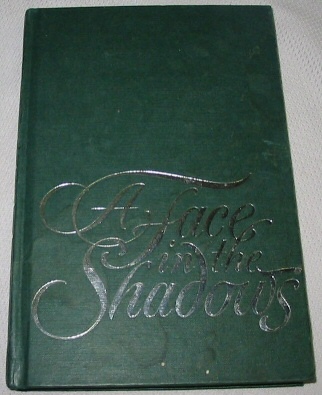 A Face
in the
Shadows